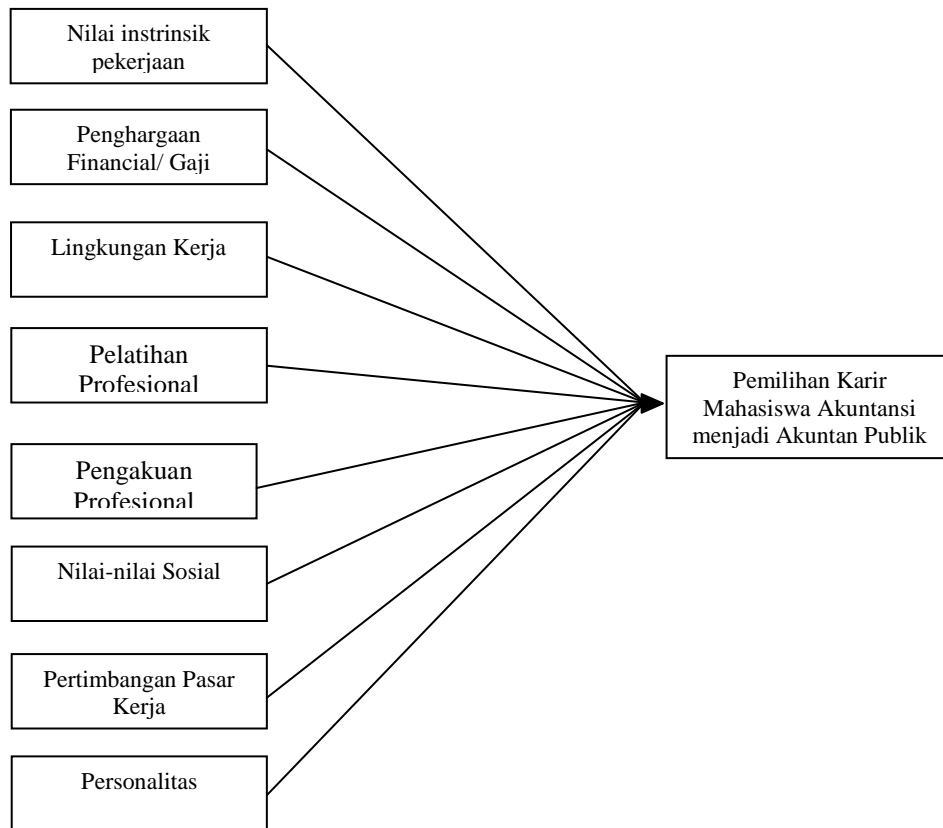 Nilai instrinsik
pekerjaan
Penghargaan
Financial/ Gaji
Lingkungan Kerja
Pelatihan
Profesional
Pengakuan
Profesional
Nilai-nilai Sosial
Pertimbangan Pasar
Kerja
Personalitas
Pemilihan Karir
Mahasiswa Akuntansi
menjadi Akuntan Publik